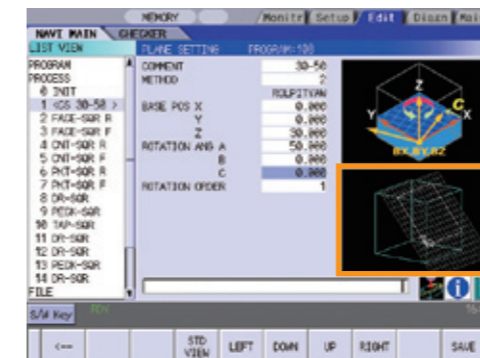 MEMORY Monitr Setup Edit Diagn Mai
NAVI MAIN CHECKER
LIST VIEW PLANE SETTING PROGRAM:100
PROGRAM
PROCESS
0 INIT
1 <CS 30-50 >
2 FACE-SQR R
3 FACE-SQR F
4 CNT-SQR R
5 CNT-SQR F
6 PKT-SQR R
7 PKT-SQR F
8 DR-SQR
9 PECK-SQR
10 TAP-SQR
11 DR-SQR
12 DR-SQR
13 PECK-SQR
14 DR-SQR
FILE
COMMENT 30-50
METHOD 2
ROLPITYAW
BASE POS X 0.000
Y 0.000
Z 30.000
ROTATION ANG A 50.000
B 0.000
C 0.000
ROTATION ORDER 1
Z
Y
C
X
BX,BY,BZ
S/W Key RDY
<-- STD VIEW LEFT DOWN UP RIGHT SAVE